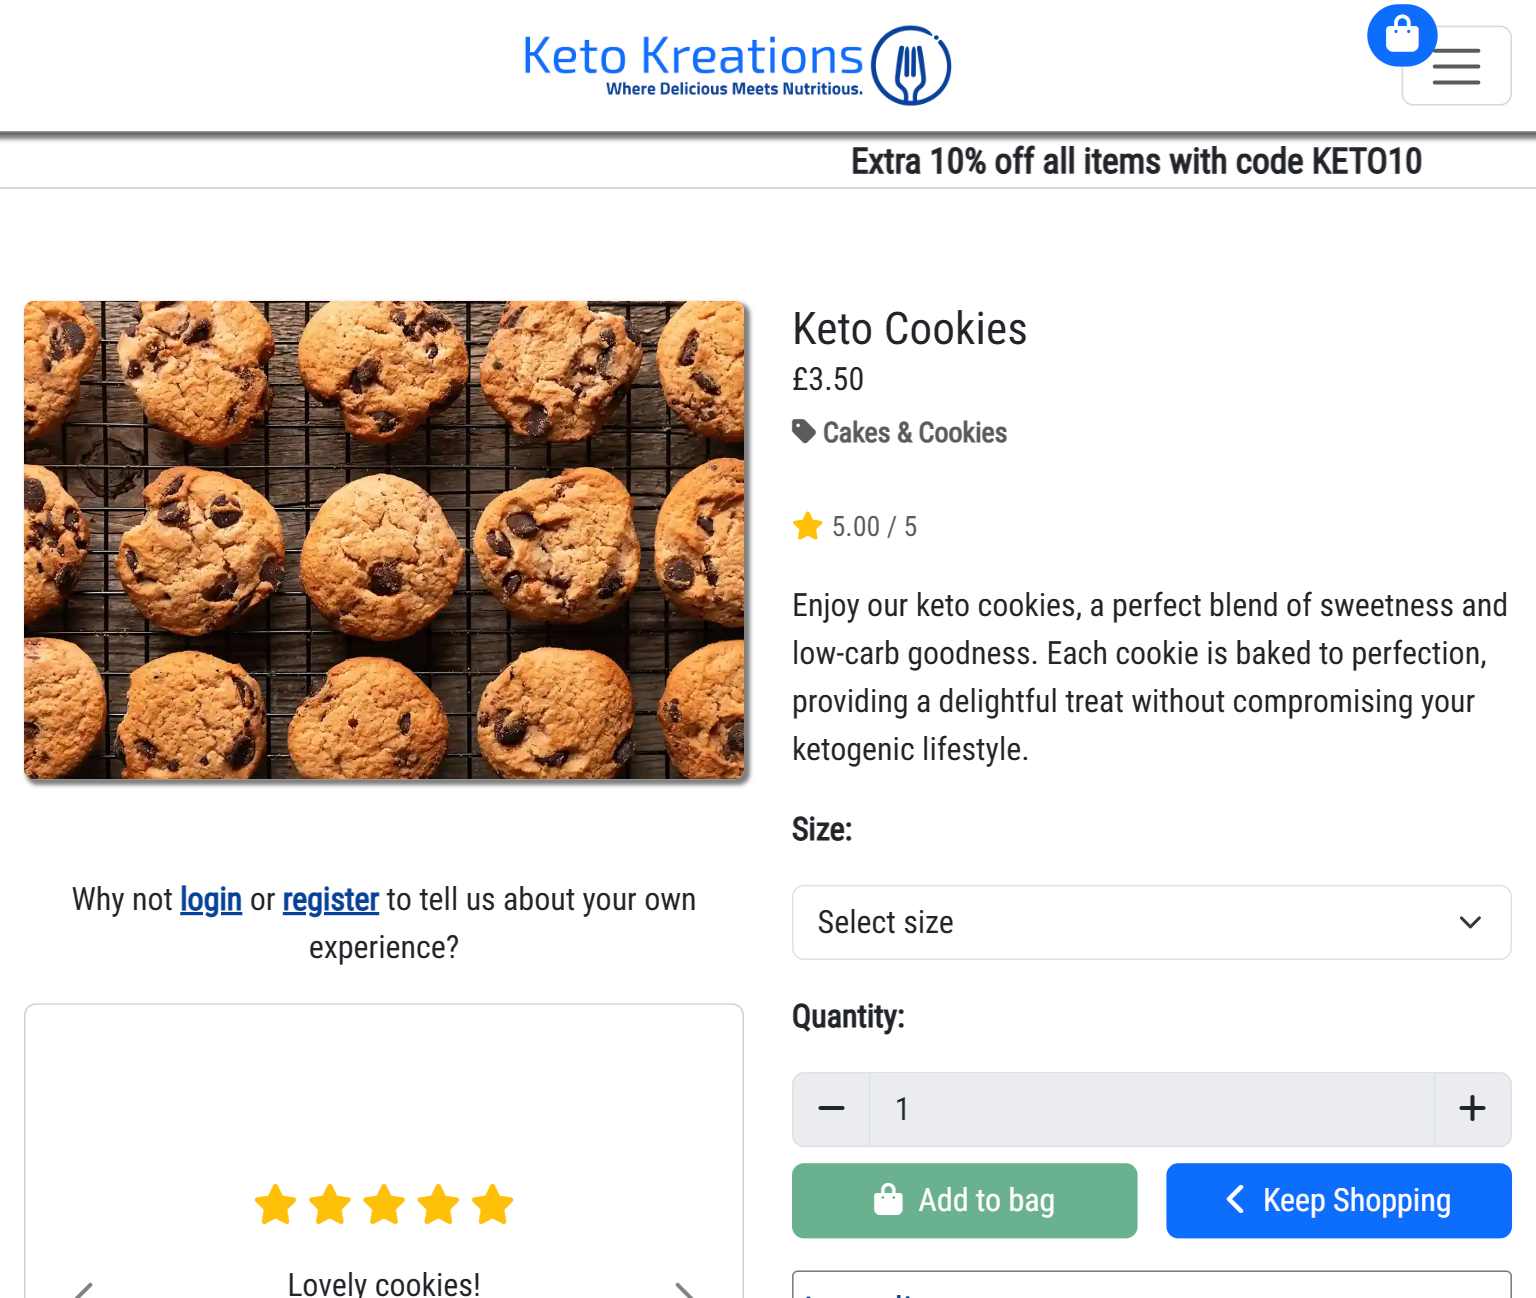 Keto Kreations
Where Delicious Meets Nutritious.
Extra 10% off all items with code KETO10
Keto Cookies
£3.50
Cakes & Cookies
5.00 / 5
Enjoy our keto cookies, a perfect blend of sweetness and
low-carb goodness. Each cookie is baked to perfection,
providing a delightful treat without compromising your
ketogenic lifestyle.
Size:
Select size
Quantity:
1
Add to bag
Keep Shopping
Why not login or register to tell us about your own
experience?
Lovely cookies!